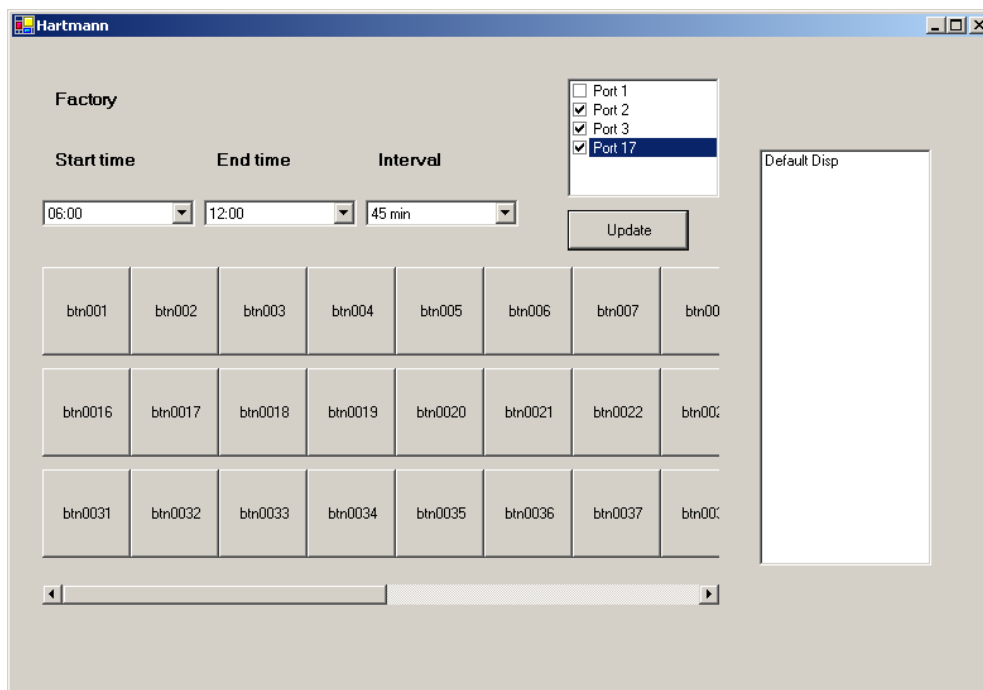 Hartmann
Factory
Port 1
Port 2
Port 3
Port 17
Start time End time Interval
Default Disp
06:00 12:00 45 min
Update
btn001 btn002 btn003 btn004 btn005 btn006 btn007
btn0016 btn0017 btn0018 btn0019 btn0020 btn0021 btn0022
btn0031 btn0032 btn0033 btn0034 btn0035 btn0036 btn0037